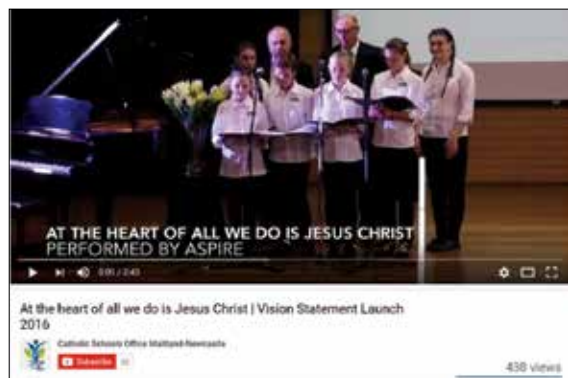 AT THE HEART OF ALL WE DO IS JESUS CHRIST
PERFORMED BY ASPIRE
0:01 / 2:43
At the heart of all we do is Jesus Christ | Vision Statement Launch
2016
Catholic Schools Office Maitland-Newcastle
Subscribe
438 views